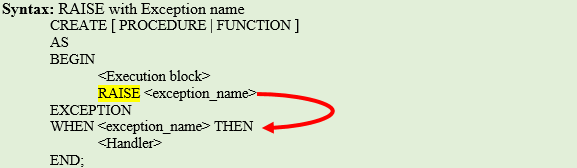 Syntax: RAISE with Exception name
CREATE [ PROCEDURE | FUNCTION ]
AS
BEGIN
<Execution block>
RAISE <exception_name>
EXCEPTION
WHEN <exception_name> THEN
<Handler>
END;